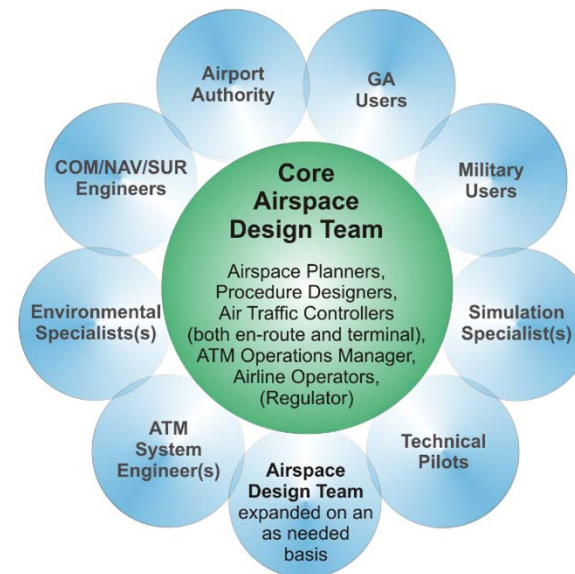 Airport
Authority
GA
Users
COM/NAV/SUR
Engineers
Military
Users
Core
Airspace
Design Team
Airspace Planners,
Procedure Designers,
Air Traffic Controllers
(both en-route and terminal),
ATM Operations Manager,
Airline Operators,
(Regulator)
Environmental
Specialists(s)
Simulation
Specialist(s)
ATM
System
Engineer(s)
Technical
Pilots
Airspace
Design Team
expanded on an
as needed
basis